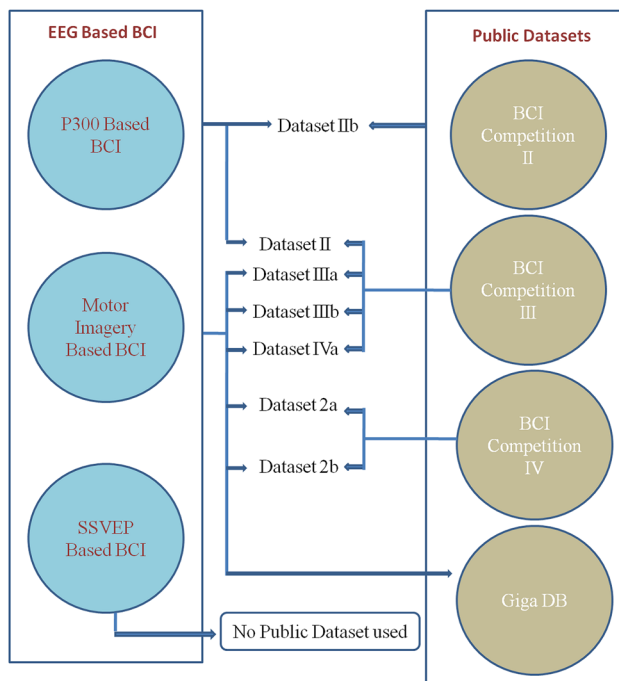 EEG Based BCI
P300 Based
BCI
Motor
Imagery
Based BCI
SSVEP
Based BCI
Dataset IIb
Dataset II
Dataset IIIa
Dataset IIIb
Dataset IVa
Dataset 2a
Dataset 2b
No Public Dataset used
Public Datasets
BCI
Competition
II
BCI
Competition
III
BCI
Competition
IV
Giga DB